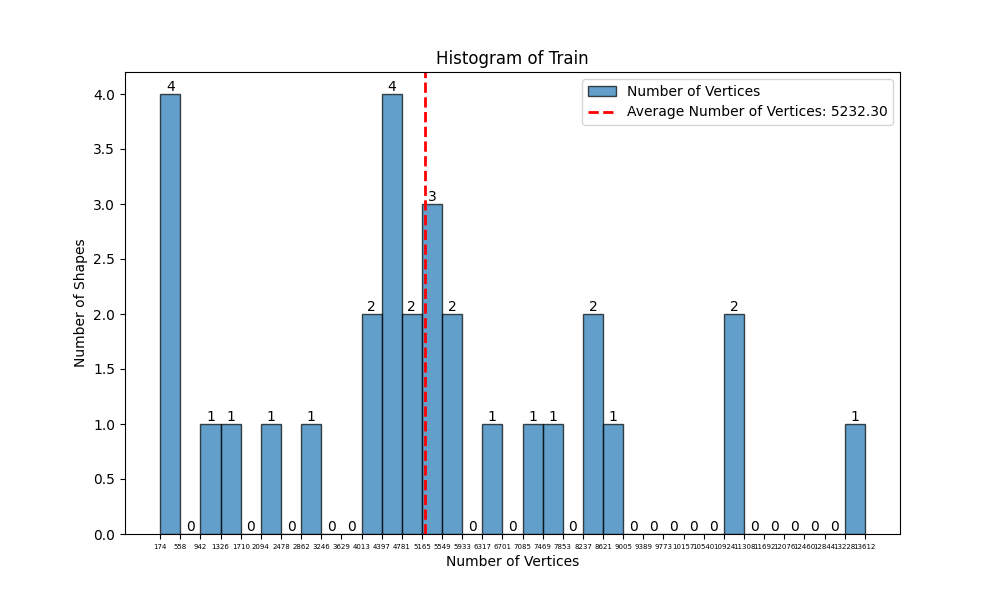 Histogram of Train
Number of Vertices
Average Number of Vertices: 5232.30
Number of Shapes
4.0
3.5
3.0
2.5
2.0
1.5
1.0
0.5
0.0
4 0 1 1 0 1 0 1 0 0 2 4 2 3 2 0 1 0 1 1 0 2 1 0 0 0 0 0 2 0 0 0 0 0 1
174 558 942 1326 1710 2094 2478 2862 3246 3629 4013 4397 4781 5165 5549 5933 6317 6701 7085 7469 7853 8237 8621 9005 9389 9773 10157 10540 10924 11308 11692 12076 12460 12844 13228 13612
Number of Vertices